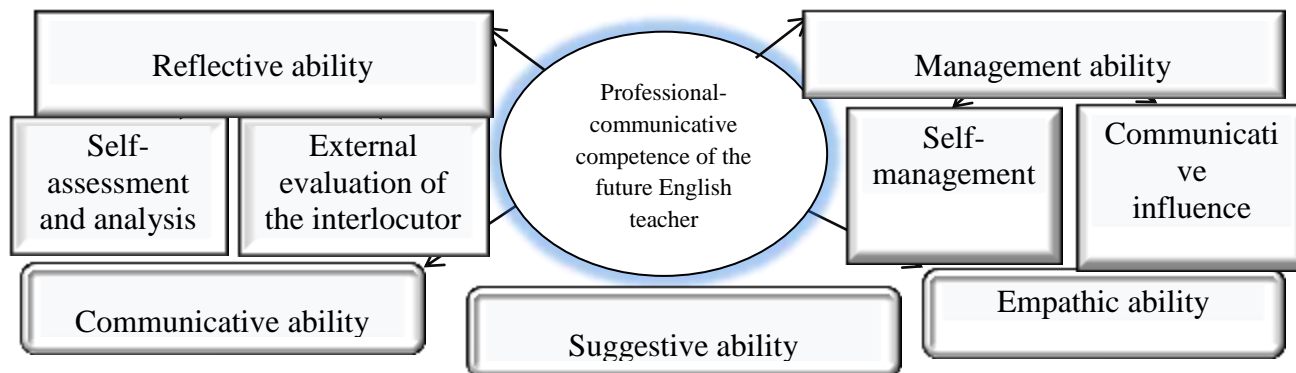 Reflective ability
Self-
assessment
and analysis
External
evaluation of
the interlocutor
Professional-
communicative
competence of the
future English
teacher
Management ability
Self-
management
Communicati
ve
influence
Communicative ability
Suggestive ability
Empathic ability